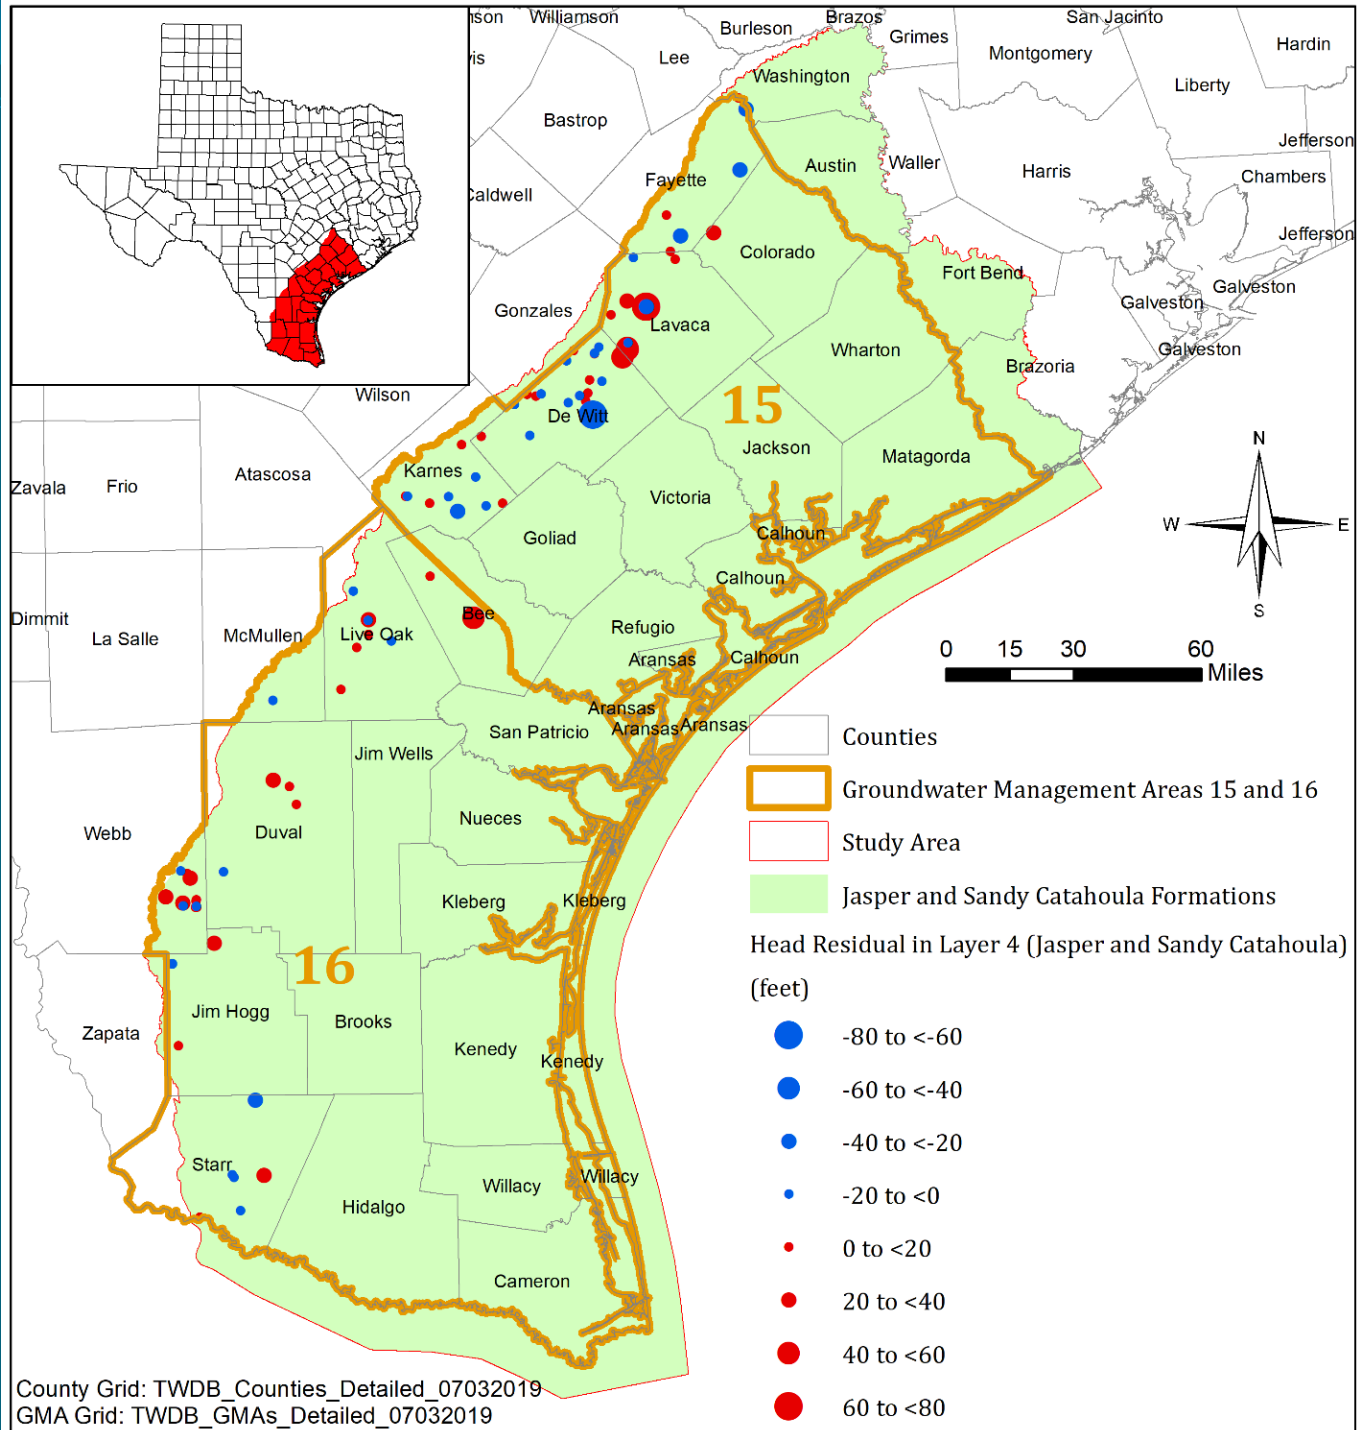 nson
Williamson
Brazos
San Jacinto
Burleson
Grimes
Hardin
Lee
Montgomery
vis
Washington
Liberty
Bastrop
Jefferson
Austin
Waller
Harris
Chambers
Fayette
Caldwell
Jefferson
Colorado
Fort Bend
Galveston
Galveston
Gonzales
Lavaca
Galveston
Wharton
Brazoria
Wilson
15
De Witt
Jackson
Matagorda
Karnes
Atascosa
Frio
Zavala
Victoria
N
W
E
S
Calhoun
Goliad
Calhoun
Bee
Dimmit
La Salle
McMullen
Live Oak
Refugio
Aransas
Calhoun
0 15 30 60
Miles
Aransas
Aransas
Aransas
San Patricio
Jim Wells
Counties
Groundwater Management Areas 15 and 16
Nueces
Webb
Duval
Study Area
Kleberg
Kleberg
Jasper and Sandy Catahoula Formations
16
Head Residual in Layer 4 (Jasper and Sandy Catahoula)
(feet)
Jim Hogg
Brooks
Zapata
Kenedy
Kenedy
-80 to <-60
-60 to <-40
-40 to <-20
-20 to <0
0 to <20
20 to <40
40 to <60
60 to <80
Starr
Willacy
Willacy
Hidalgo
Cameron
County Grid: TWDB_Counties_Detailed_07032019
GMA Grid: TWDB_GMAs_Detailed_07032019